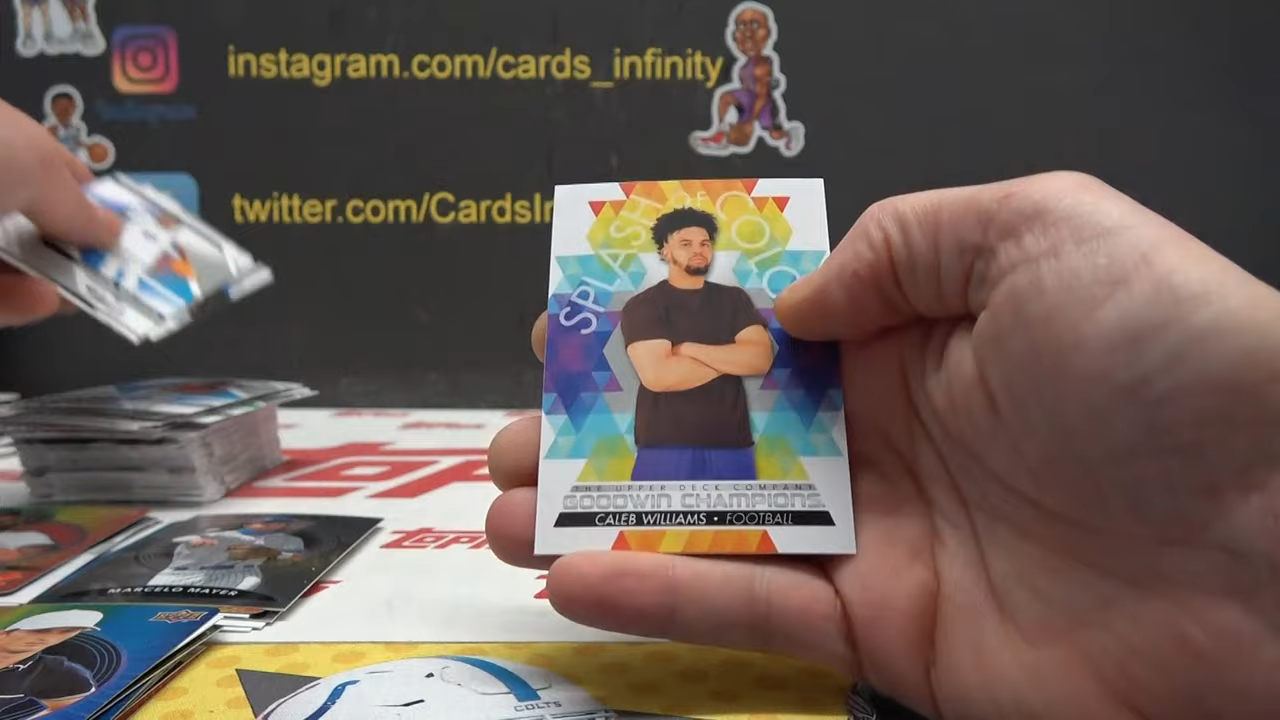 instagram.com/cards_infinity
twitter.com/CardsIn
SPLASH OF COLO
THE UPPER DECK COMPANY
GOODWIN CHAMPIONS
CALEB WILLIAMS • FOOTBALL
MARCELO MAYER
COLTS